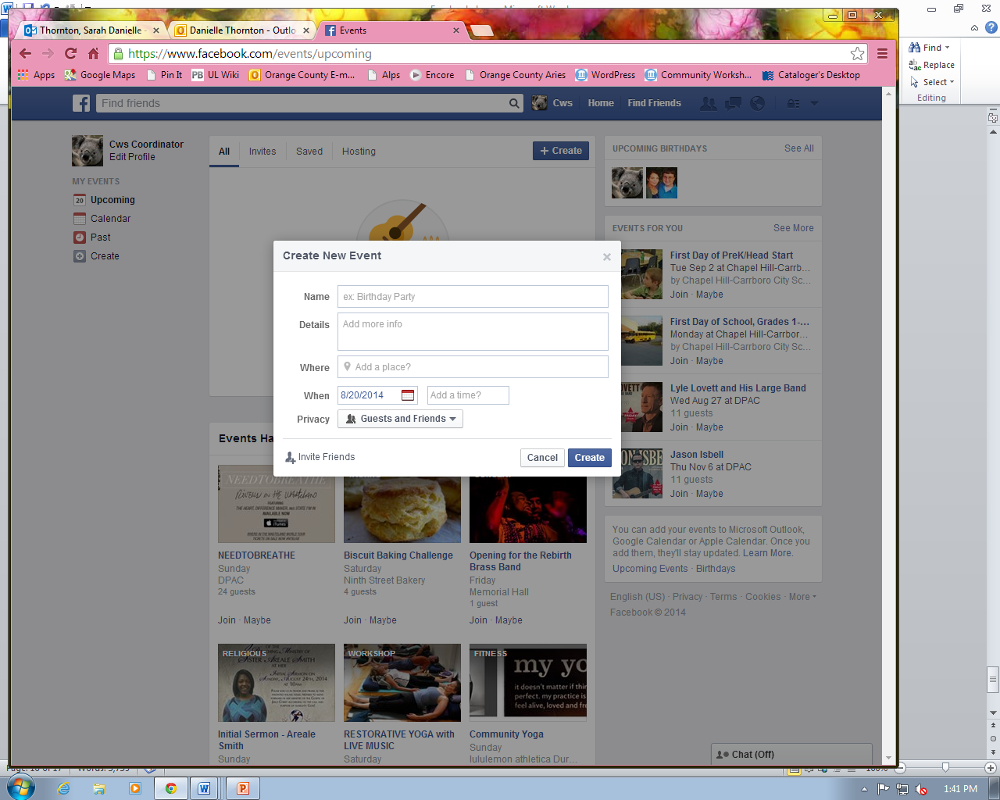 Thornton, Sarah Danielle -
Danielle Thornton - Outlo
Events
https://www.facebook.com/events/upcoming
Apps
Google Maps
Pin It
UL Wiki
Orange County E-m...
Alps
Encore
Orange County Aries
WordPress
Community Worksh...
Cataloger's Desktop
Find
Replace
Select
Editing
Find friends
Cws
Home
Find Friends
Cws Coordinator
Edit Profile
MY EVENTS
20 Upcoming
Calendar
Past
Create
All
Invites
Saved
Hosting
+ Create
Create New Event
Name
ex: Birthday Party
Details
Add more info
Where
Add a place?
When
8/20/2014
Add a time?
Privacy
Guests and Friends
Invite Friends
Cancel
Create
Events Ha
NEEDTOBREATHE
NEEDTOBREATHE
Sunday
DPAC
24 guests
Join · Maybe
Biscuit Baking Challenge
Saturday
Ninth Street Bakery
4 guests
Join · Maybe
Opening for the Rebirth
Brass Band
Friday
Memorial Hall
1 guest
Join · Maybe
RELIGIOUS
SISTER AREALE SMITH
INITIAL SERMON ON
SUNDAY, AUGUST 24TH, 2014
Initial Sermon - Areale
Smith
Sunday
WORKSHOP
RESTORATIVE YOGA with
LIVE MUSIC
Saturday
FITNESS
my yo
it doesn't matter if thin
perfect. my practice is
feel alive, loved and fre
Community Yoga
Sunday
lululemon athletica Dur...
UPCOMING BIRTHDAYS
See All
EVENTS FOR YOU
See More
First Day of PreK/Head Start
Tue Sep 2 at Chapel Hill-Carrb...
by Chapel Hill-Carrboro City Sc...
Join · Maybe
First Day of School, Grades 1-...
Monday at Chapel Hill-Carrbor...
by Chapel Hill-Carrboro City Sc...
Join · Maybe
Lyle Lovett and His Large Band
Wed Aug 27 at DPAC
11 guests
Join · Maybe
Jason Isbell
Thu Nov 6 at DPAC
11 guests
Join · Maybe
You can add your events to Microsoft Outlook,
Google Calendar or Apple Calendar. Once you
add them, they'll stay updated. Learn More.
Upcoming Events · Birthdays
English (US) · Privacy · Terms · Cookies · More
Facebook © 2014
Chat (Off)
1:41 PM